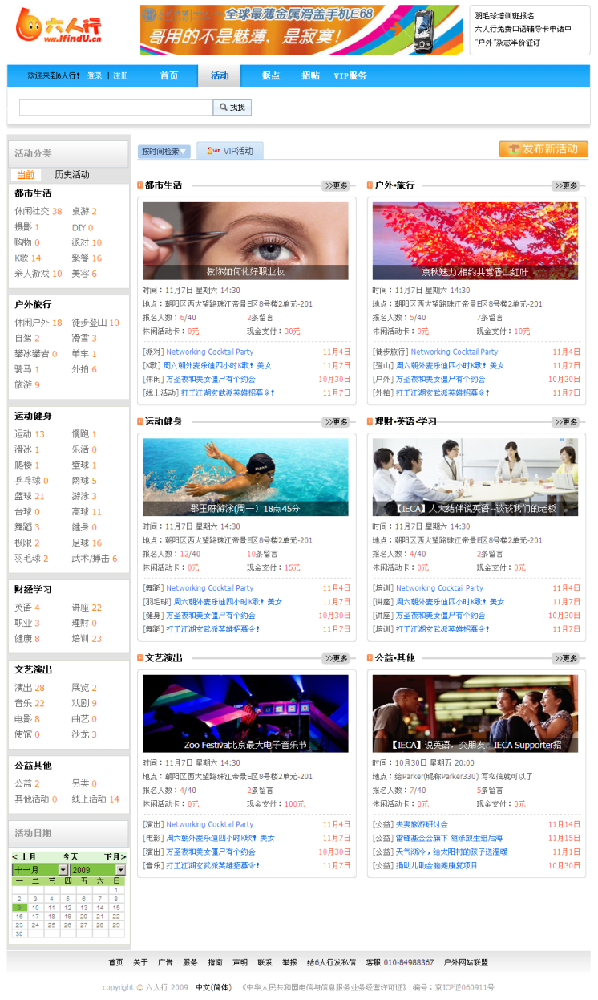 六人行
www.IfindU.cn
全球最薄金属滑盖手机E68
哥用的不是魅薄，是寂寞！
羽毛球培训班报名
六人行免费口语辅导卡申请中
"户外"杂志半价征订
欢迎来到6人行! 登录 | 注册 首页 活动 据点 招贴 VIP服务
找找
活动分类
当前 历史活动
都市生活
休闲社交 38 桌游 2
摄影 1 DIY 0
购物 0 派对 10
K歌 14 聚餐 16
杀人游戏 10 美容 6
户外旅行
休闲户外 18 徒步登山 10
自驾 2 滑雪 3
攀冰攀岩 0 单车 1
骑马 1 外拍 6
旅游 9
运动健身
运动 13 慢跑 1
滑冰 1 乐活 0
爬楼 1 壁球 1
乒乓球 0 网球 5
篮球 21 游泳 3
台球 0 高球 11
舞蹈 3 健身 0
极限 2 足球 16
羽毛球 2 武术/搏击 6
财经学习
英语 4 讲座 22
职业 3 理财 0
健康 8 培训 23
文艺演出
演出 28 展览 2
音乐 22 戏剧 9
电影 8 曲艺 0
使馆 0 沙龙 3
公益其他
公益 2 另类 0
其他活动 0 线上活动 14
活动日期
< 上月 今天 下月>
十一月 2009
一 二 三 四 五 六 日
1
2 3 4 5 6 7 8
9 10 11 12 13 14 15
16 17 18 19 20 21 22
23 24 25 26 27 28 29
30
按时间检索▼ VIP VIP活动 发布新活动
都市生活 >>更多
教你如何化好职业妆
时间：11月7日 星期六 14:30
地点：朝阳区西大望路珠江帝景E区8号楼2单元-201
报名人数：6/40 2条留言
休闲活动卡：0元 现金支付：30元
[派对] Networking Cocktail Party 11月4日
[K歌] 周六朝外麦乐迪四小时K歌! 美女 11月7日
[休闲] 万圣夜和美女僵尸有个约会 10月30日
[线上活动] 打工江湖玄武派英雄招募令! 11月7日
户外•旅行 >>更多
京秋魅力.相约共赏香山红叶
时间：11月7日 星期六 14:30
地点：朝阳区西大望路珠江帝景E区8号楼2单元-201
报名人数：5/40 7条留言
休闲活动卡：0元 现金支付：10元
[徒步旅行] Networking Cocktail Party 11月4日
[登山] 周六朝外麦乐迪四小时K歌! 美女 11月7日
[户外] 万圣夜和美女僵尸有个约会 10月30日
[外拍] 打工江湖玄武派英雄招募令! 11月7日
运动健身 >>更多
郡王府游泳(周一）18点45分
时间：11月7日 星期六 14:30
地点：朝阳区西大望路珠江帝景E区8号楼2单元-201
报名人数：12/40 10条留言
休闲活动卡：0元 现金支付：15元
[舞蹈] Networking Cocktail Party 11月4日
[羽毛球] 周六朝外麦乐迪四小时K歌! 美女 11月7日
[健身] 万圣夜和美女僵尸有个约会 10月30日
[舞蹈] 打工江湖玄武派英雄招募令! 11月7日
理财•英语•学习 >>更多
【IECA】人大结伴说英语--谈谈我们的老板
时间：11月7日 星期六 14:30
地点：朝阳区西大望路珠江帝景E区8号楼2单元-201
报名人数：4/40 2条留言
休闲活动卡：0元 现金支付：0元
[培训] Networking Cocktail Party 11月4日
[讲座] 周六朝外麦乐迪四小时K歌! 美女 11月7日
[讲座] 万圣夜和美女僵尸有个约会 10月30日
[培训] 打工江湖玄武派英雄招募令! 11月7日
文艺演出 >>更多
Zoo Festival北京最大电子音乐节
时间：11月7日 星期六 14:30
地点：朝阳区西大望路珠江帝景E区8号楼2单元-201
报名人数：4/40 2条留言
休闲活动卡：0元 现金支付：100元
[演出] Networking Cocktail Party 11月4日
[电影] 周六朝外麦乐迪四小时K歌! 美女 11月7日
[演出] 万圣夜和美女僵尸有个约会 10月30日
[音乐] 打工江湖玄武派英雄招募令! 11月7日
公益•其他 >>更多
【IECA】说英语，交朋友，IECA Supporter招
时间：10月30日 星期五 20:00
地点：给Parker(昵称Parker330) 写私信就可以了
报名人数：7/40 5条留言
休闲活动卡：0元 现金支付：0元
[公益] 夫妻旅游研讨会 11月14日
[公益] 雷锋基金会旗下 随缘放生组后海 11月15日
[公益] 天气渐冷，给太阳村的孩子送温暖 11月1日
[公益] 捐助儿助会脑瘫康复项目 10月30日
首页 关于 广告 服务 指南 声明 联系 举报 给6人行发私信 客服 010-84988367 户外网站联盟
copyright © 六人行 2009 中文(简体) 《中华人民共和国电信与信息服务业务经营许可证》 编号：京ICP证060911号